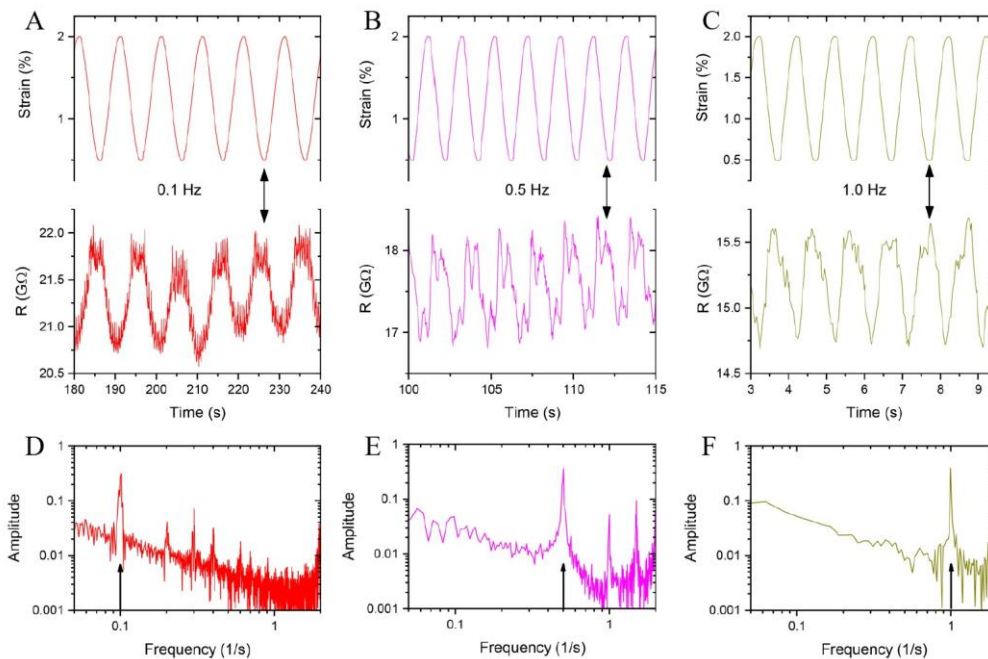 A
B
C
Strain (%)
2
1
Strain (%)
2
1
Strain (%)
2.0
1.5
1.0
0.5
0.1 Hz
0.5 Hz
1.0 Hz
R (GΩ)
22.0
21.5
21.0
20.5
R (GΩ)
18
17
R (GΩ)
15.5
15.0
14.5
180 190 200 210 220 230 240
100 105 110 115
3 4 5 6 7 8 9
Time (s)
Time (s)
Time (s)
D
E
F
Amplitude
1
0.1
0.01
0.001
Amplitude
1
0.1
0.01
0.001
Amplitude
1
0.1
0.01
0.001
0.1 1
0.1 1
0.1 1
Frequency (1/s)
Frequency (1/s)
Frequency (1/s)